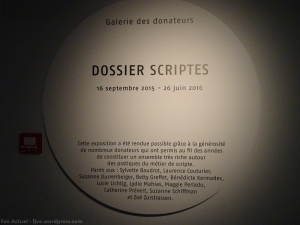 Galerie des donateurs
DOSSIER SCRIPTES
16 septembre 2015 - 26 juin 2016
Cette exposition a été rendue possible grâce à la générosité
de nombreux donateurs qui ont permis au fil des années
de constituer un ensemble très riche autour
des pratiques du métier de scripte.
Parmi eux : Sylvette Baudrot, Laurence Couturier,
Suzanne Durrenberger, Betty Greffet, Bénédicte Kermadec,
Lucie Lichtig, Lydie Mahias, Maggie Perlado,
Catherine Prévert, Suzanne Schiffman
et Zoé Zurstrassen.
Fan Actuel -